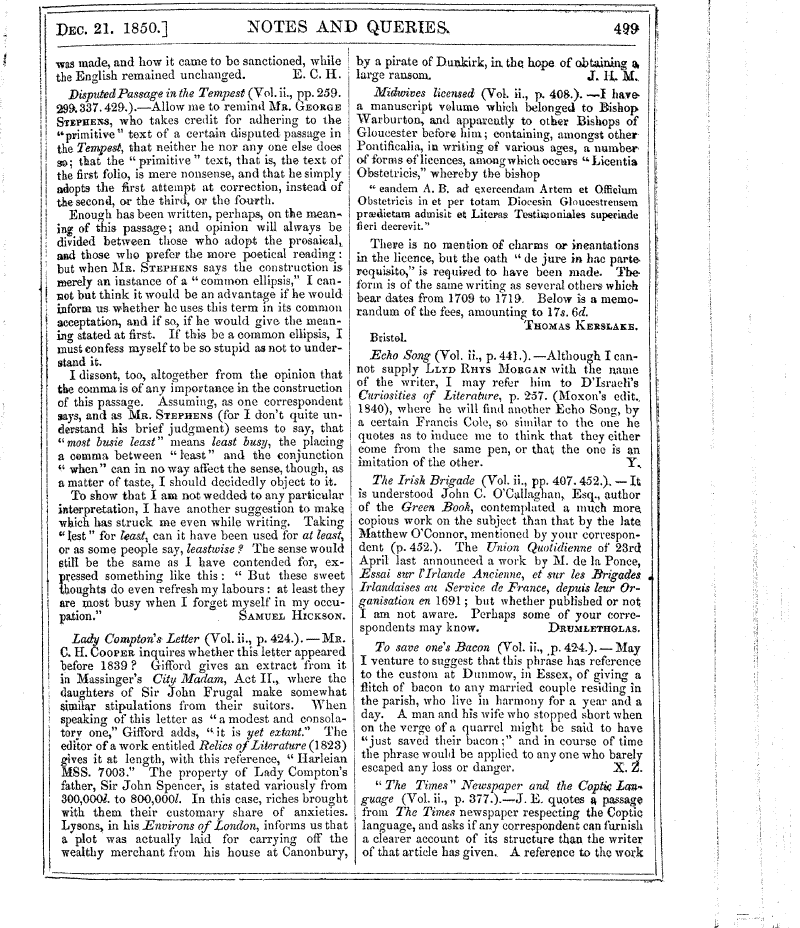 DEC. 21. 1850.] NOTES AND QUERIES. 499
was made, and how it came to be sanctioned, while
the English remained unchanged. E. C. H.
Disputed Passage in the Tempest (Vol. ii., pp. 259.
299. 337. 429.).—Allow me to remind MR. GEORGE
STEPHENS, who takes credit for adhering to the
"primitive" text of a certain disputed passage in
the Tempest, that neither he nor any one else does
so; that the "primitive" text, that is, the text of
the first folio, is mere nonsense, and that he simply
adopts the first attempt at correction, instead of
the second, or the third, or the fourth.
Enough has been written, perhaps, on the mean-
ing of this passage; and opinion will always be
divided between those who adopt the prosaical,
and those who prefer the more poetical reading:
but when MR. STEPHENS says the construction is
merely an instance of a "common ellipsis," I can-
not but think it would be an advantage if he would
inform us whether he uses this term in its common
acceptation, and if so, if he would give the mean-
ing stated at first. If this be a common ellipsis, I
must confess myself to be so stupid as not to under-
stand it.
I dissent, too, altogether from the opinion that
the comma is of any importance in the construction
of this passage. Assuming, as one correspondent
says, and as MR. STEPHENS (for I don't quite un-
derstand his brief judgment) seems to say, that
"most busie least" means least busy, the placing
a comma between "least" and the conjunction
"when" can in no way affect the sense, though, as
a matter of taste, I should decidedly object to it.
To show that I am not wedded to any particular
interpretation, I have another suggestion to make
which has struck me even while writing. Taking
"lest" for least, can it have been used for at least,
or as some people say, leastwise? The sense would
still be the same as I have contended for, ex-
pressed something like this: "But these sweet
thoughts do even refresh my labours: at least they
are most busy when I forget myself in my occu-
pation." SAMUEL HICKSON.
Lady Compton's Letter (Vol. ii., p. 424.).—MR.
C. H. COOPER inquires whether this letter appeared
before 1839? Gifford gives an extract from it
in Massinger's City Madam, Act II., where the
daughters of Sir John Frugal make somewhat
similar stipulations from their suitors. When
speaking of this letter as "a modest and consola-
tory one," Gifford adds, "it is yet extant." The
editor of a work entitled Relics of Literature (1823)
gives it at length, with this reference, "Harleian
MSS. 7003." The property of Lady Compton's
father, Sir John Spencer, is stated variously from
300,000l. to 800,000l. In this case, riches brought
with them their customary share of anxieties.
Lysons, in his Environs of London, informs us that
a plot was actually laid for carrying off the
wealthy merchant from his house at Canonbury,
by a pirate of Dunkirk, in the hope of obtaining a
large ransom. J. H. M.
Midwives licensed (Vol. ii., p. 408.).—I have
a manuscript volume which belonged to Bishop
Warburton, and apparently to other Bishops of
Gloucester before him; containing, amongst other
Pontificalia, in writing of various ages, a number
of forms of licences, among which occurs "Licentia
Obstetricis," whereby the bishop
"eandem A. B. ad exercendam Artem et Officium
Obstetricis in et per totam Diocesin Gloucestrensem
prædictam admisit et Literas Testimoniales superinde
fieri decrevit."
There is no mention of charms or incantations
in the licence, but the oath "de jure in hac parte
requisito," is required to have been made. The
form is of the same writing as several others which
bear dates from 1709 to 1719. Below is a memo-
randum of the fees, amounting to 17s. 6d.
THOMAS KERSLAKE.
Bristol.
Echo Song (Vol. ii., p. 441.).—Although I can-
not supply LLYD RHYS MORGAN with the name
of the writer, I may refer him to D'Israeli's
Curiosities of Literature, p. 257. (Moxon's edit.
1840), where he will find another Echo Song, by
a certain Francis Cole, so similar to the one he
quotes as to induce me to think that they either
come from the same pen, or that the one is an
imitation of the other. Y.
The Irish Brigade (Vol. ii., pp. 407. 452.).—It
is understood John C. O'Callaghan, Esq., author
of the Green Book, contemplated a much more
copious work on the subject than that by the late
Matthew O'Connor, mentioned by your correspon-
dent (p. 452.). The Union Quotidienne of 23rd
April last announced a work by M. de la Ponce,
Essai sur l'Irlande Ancienne, et sur les Brigades
Irlandaises au Service de France, depuis leur Or-
ganisation en 1691; but whether published or not
I am not aware. Perhaps some of your corre-
spondents may know. DRUMLETHGLAS.
To save one's Bacon (Vol. ii., p. 424.).—May
I venture to suggest that this phrase has reference
to the custom at Dunmow, in Essex, of giving a
flitch of bacon to any married couple residing in
the parish, who live in harmony for a year and a
day. A man and his wife who stopped short when
on the verge of a quarrel might be said to have
"just saved their bacon;" and in course of time
the phrase would be applied to any one who barely
escaped any loss or danger. X. Z.
"The Times" Newspaper and the Coptic Lan-
guage (Vol. ii., p. 377.).—J. E. quotes a passage
from The Times newspaper respecting the Coptic
language, and asks if any correspondent can furnish
a clearer account of its structure than the writer
of that article has given. A reference to the work